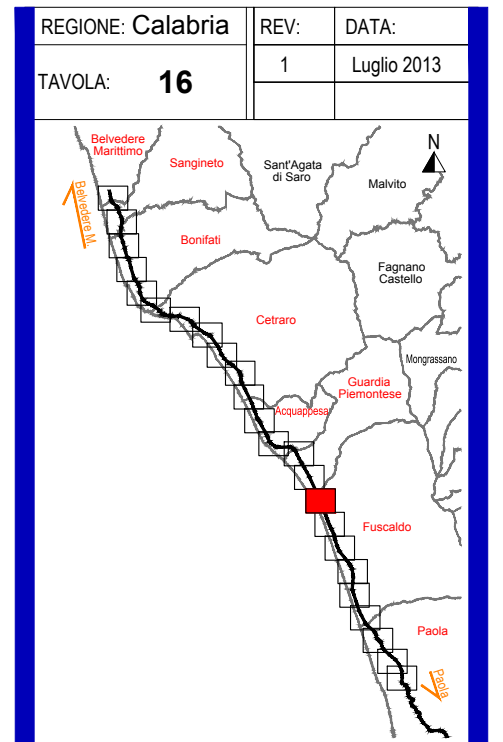 REGIONE: Calabria
REV:
DATA:
TAVOLA: 16
1
Luglio 2013
N
Belvedere
Marittimo
Sangineto
Sant'Agata
di Saro
Malvito
Belvedere M.
Bonifati
Fagnano
Castello
Cetraro
Mongrassano
Guardia
Piemontese
Acquappesa
Fuscaldo
Paola
Paola